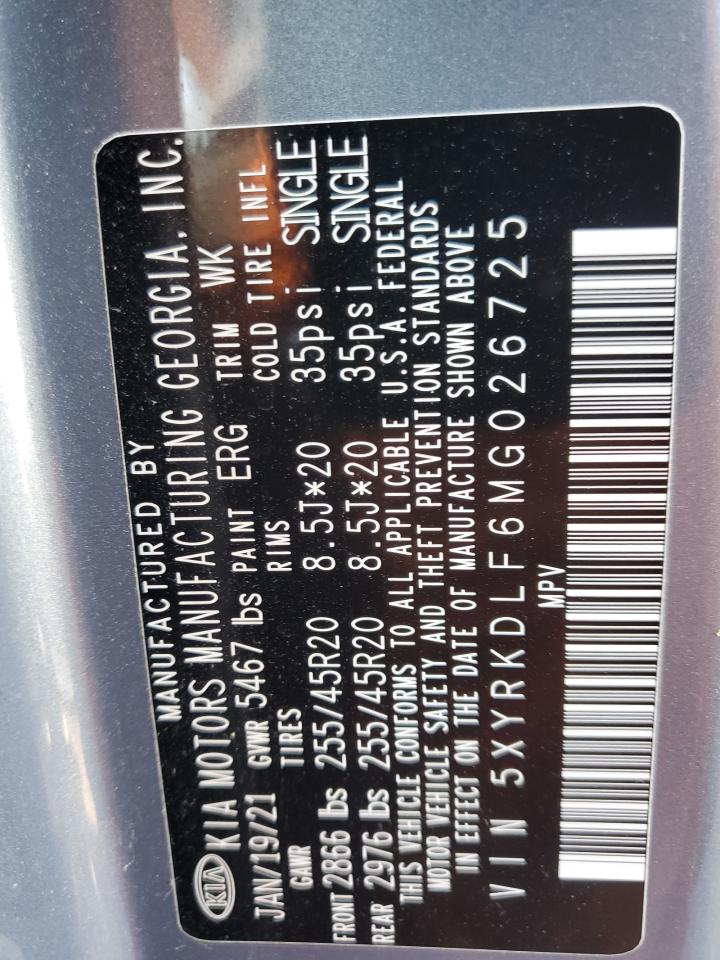 MANUFACTURED BY
KIA KIA MOTORS MANUFACTURING GEORGIA, INC.
JAN/19/21 GVWR 5467 lbs PAINT ERG TRIM WK
GAWR TIRES RIMS COLD TIRE INFL
FRONT 2866 lbs 255/45R20 8.5J*20 35psi SINGLE
REAR 2976 lbs 255/45R20 8.5J*20 35psi SINGLE
THIS VEHICLE CONFORMS TO ALL APPLICABLE U.S.A. FEDERAL
MOTOR VEHICLE SAFETY AND THEFT PREVENTION STANDARDS
IN EFFECT ON THE DATE OF MANUFACTURE SHOWN ABOVE
VIN 5XYRKDLF6MG026725
MPV